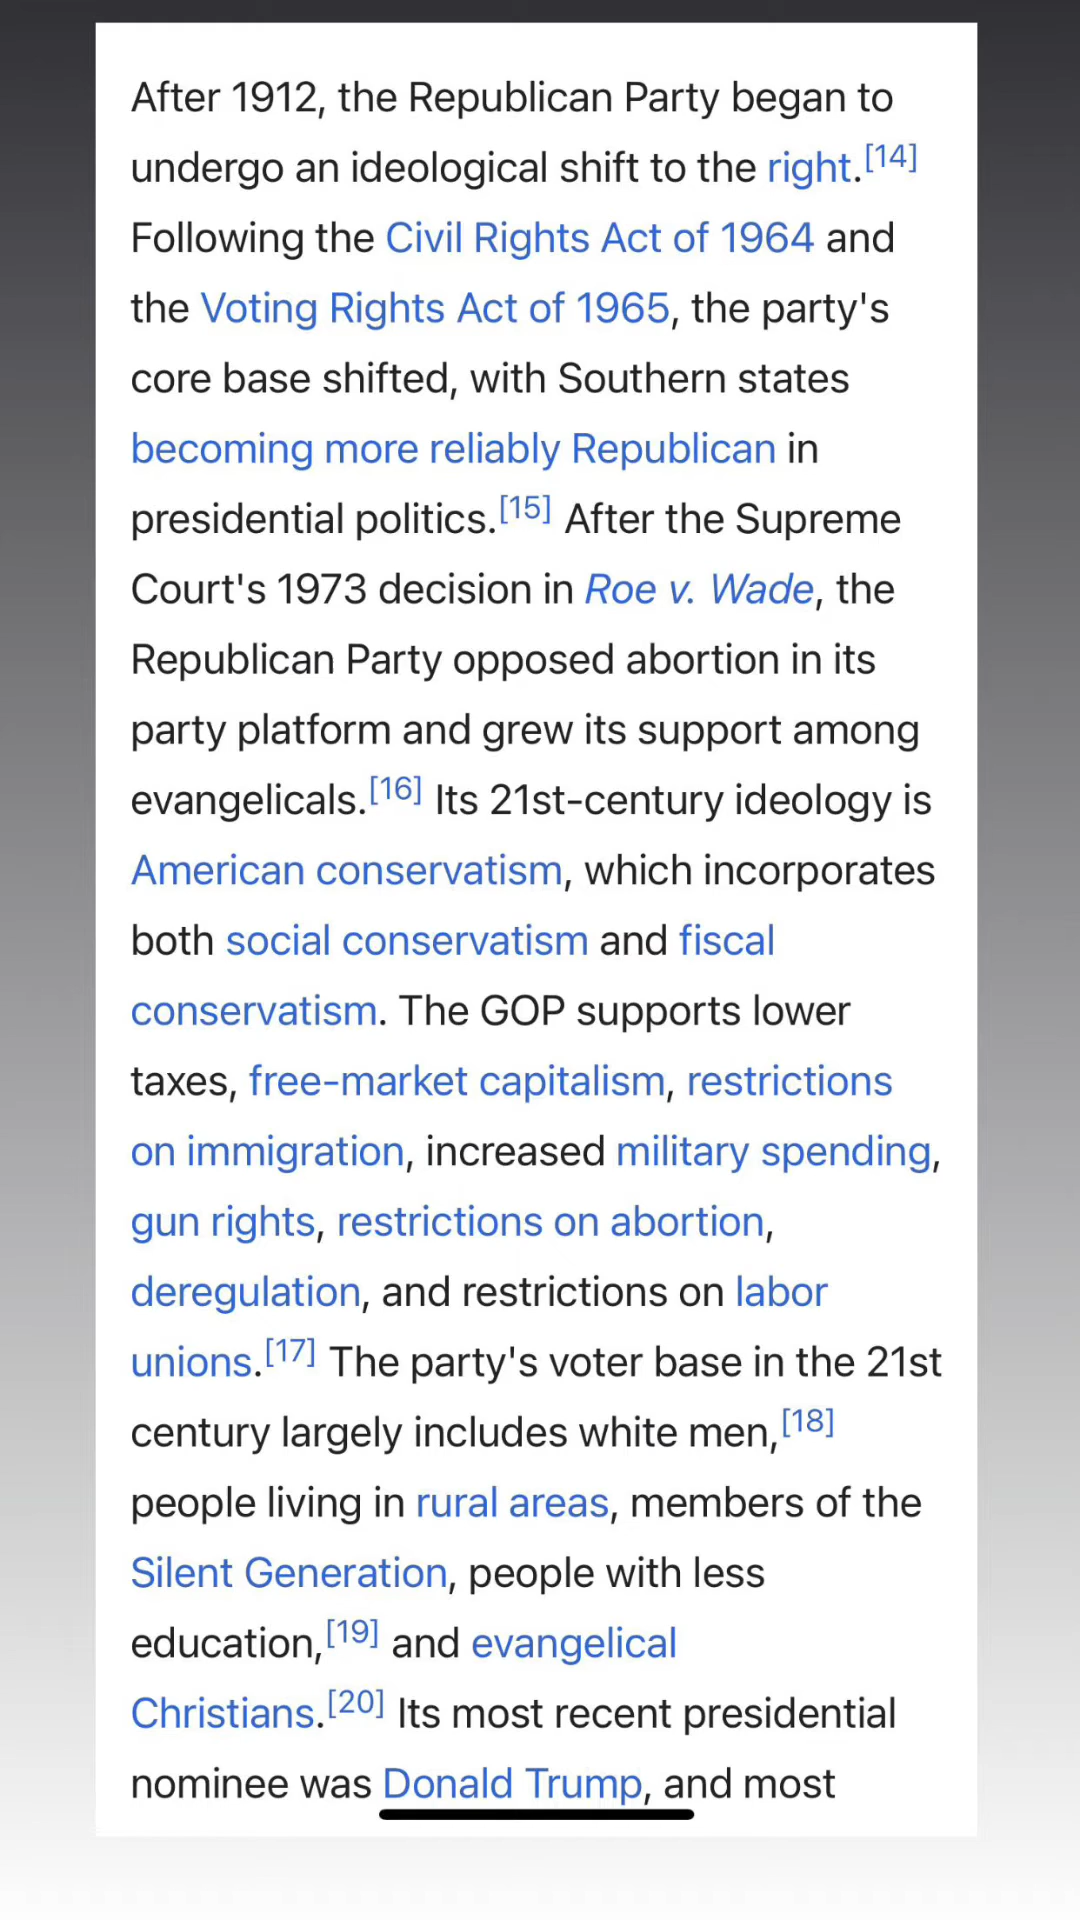 After 1912, the Republican Party began to
undergo an ideological shift to the right.[14]
Following the Civil Rights Act of 1964 and
the Voting Rights Act of 1965, the party's
core base shifted, with Southern states
becoming more reliably Republican in
presidential politics.[15] After the Supreme
Court's 1973 decision in Roe v. Wade, the
Republican Party opposed abortion in its
party platform and grew its support among
evangelicals.[16] Its 21st-century ideology is
American conservatism, which incorporates
both social conservatism and fiscal
conservatism. The GOP supports lower
taxes, free-market capitalism, restrictions
on immigration, increased military spending,
gun rights, restrictions on abortion,
deregulation, and restrictions on labor
unions.[17] The party's voter base in the 21st
century largely includes white men,[18]
people living in rural areas, members of the
Silent Generation, people with less
education,[19] and evangelical
Christians.[20] Its most recent presidential
nominee was Donald Trump, and most